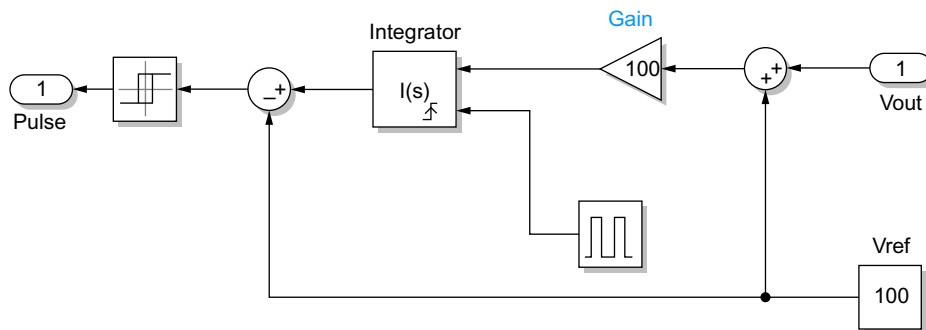 Gain
Integrator
1
Pulse
− +
I(s)
100
+
+
1
Vout
Vref
100